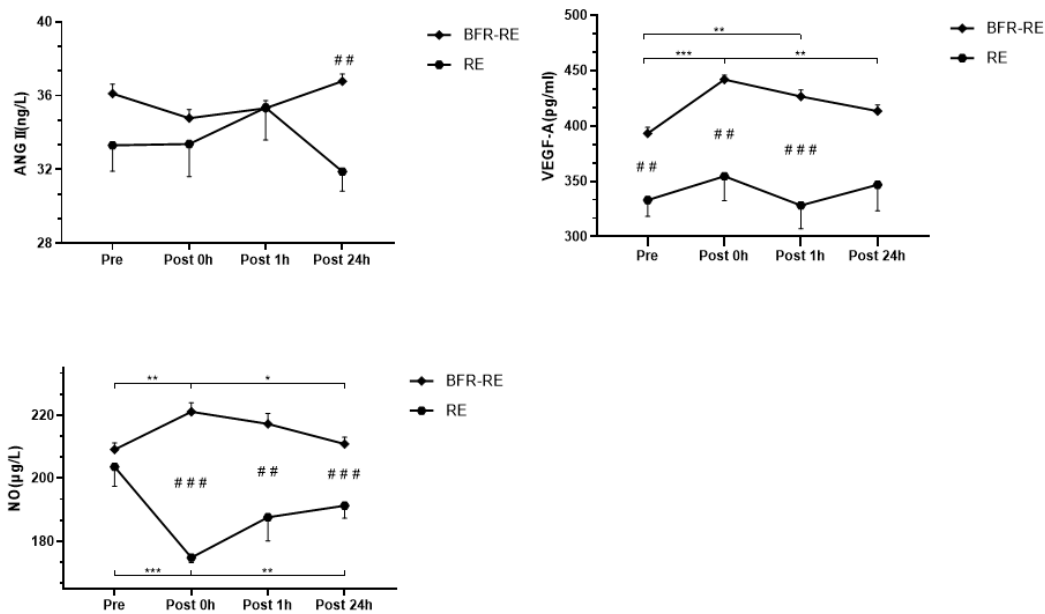 40
36
32
28
ANG Ⅱ(ng/L)
BFR-RE
RE
# #
Pre Post 0h Post 1h Post 24h
500
450
400
350
300
VEGF-A(pg/ml)
BFR-RE
RE
**
*** **
# # # # # # # 
Pre Post 0h Post 1h Post 24h
220
200
180
NO(µg/L)
BFR-RE
RE
** *
# # # # # # # #
*** **
Pre Post 0h Post 1h Post 24h